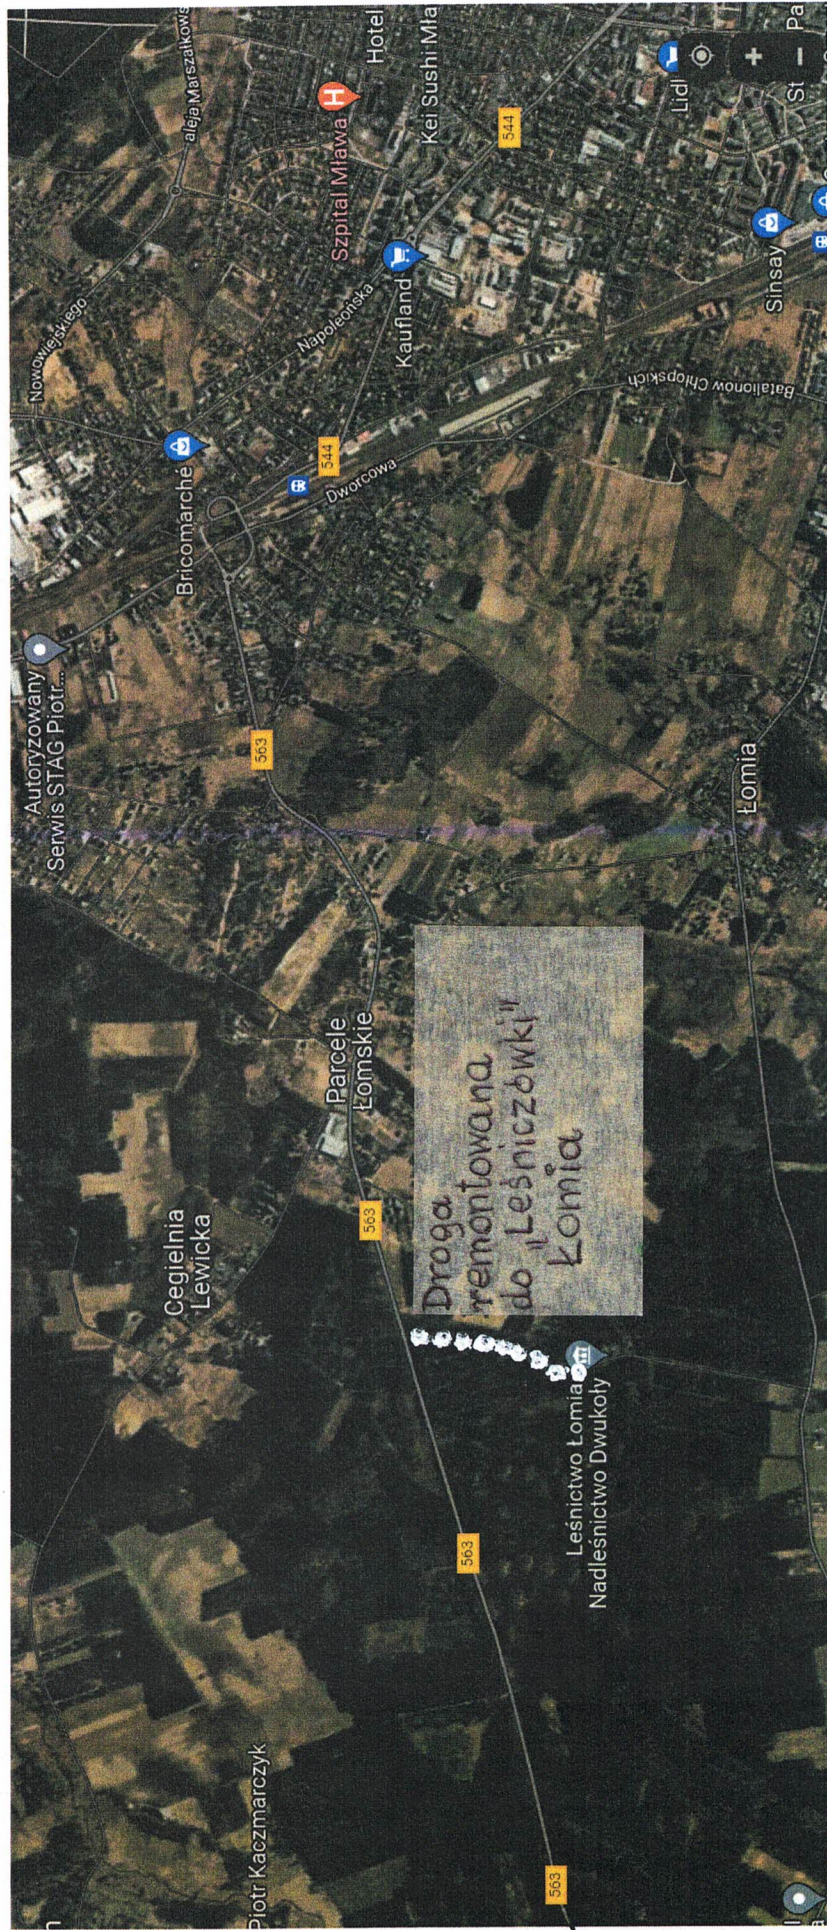 aleja Marszałkows
Hotel
Szpital Mława
H
Kei Sushi Mła
544
Lidl
St
Pa
Nowowiejskiego
Napoleońska
Kaufland
Sinsay
Batalionów Chłopskich
Bricomarché
544
Dworcowa
Autoryzowany
Serwis STAG Piotr...
563
Łomia
Parcele
Łomskie
Cegielnia
Lewicka
563
Droga
remontowana
do "Leśniczówki"
Łomia
Leśnictwo Łomia
Nadleśnictwo Dwukoły
563
Piotr Kaczmarczyk
563